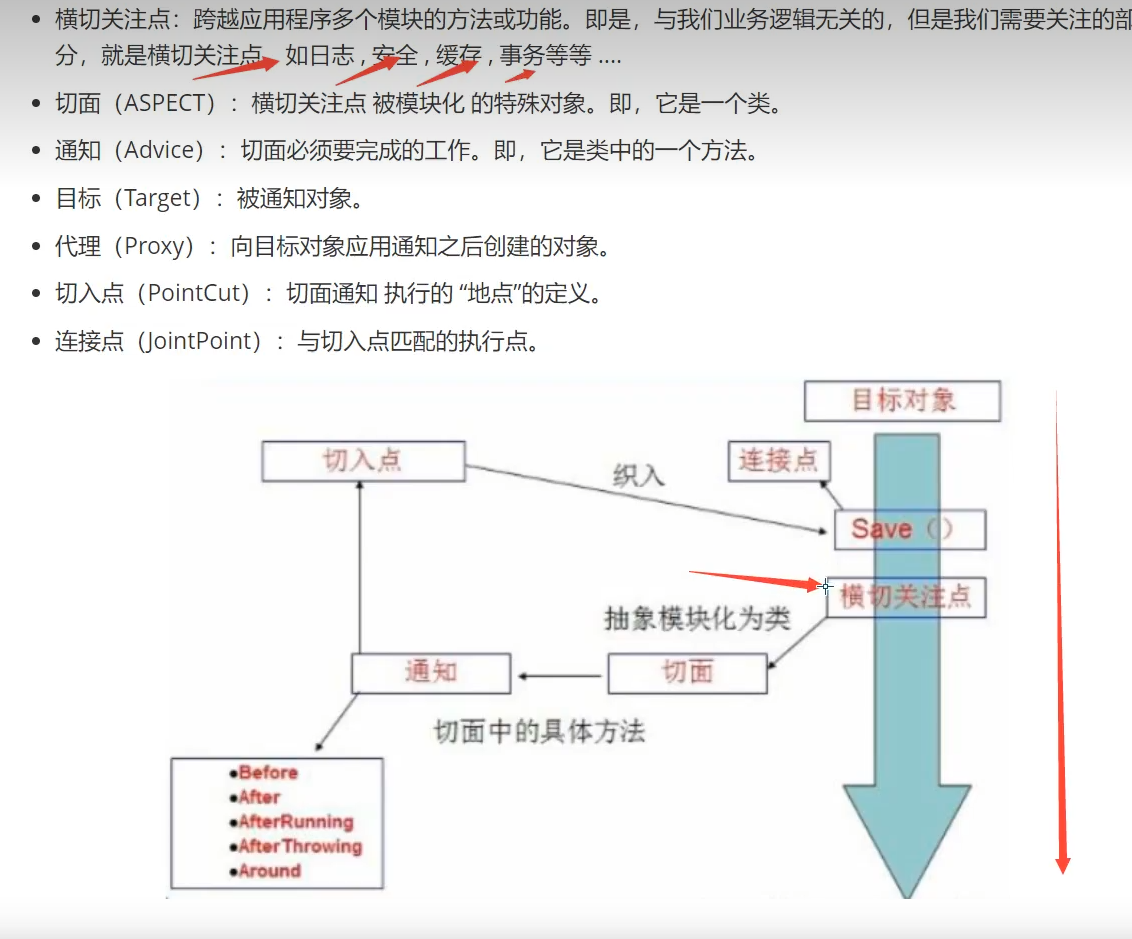 横切关注点：跨越应用程序多个模块的方法或功能。即是，与我们业务逻辑无关的，但是我们需要关注的部
分，就是横切关注点。如日志 , 安全 , 缓存 , 事务等等 ....
切面（ASPECT）：横切关注点 被模块化 的特殊对象。即，它是一个类。
通知（Advice）：切面必须要完成的工作。即，它是类中的一个方法。
目标（Target）：被通知对象。
代理（Proxy）：向目标对象应用通知之后创建的对象。
切入点（PointCut）：切面通知 执行的 “地点”的定义。
连接点（JointPoint）：与切入点匹配的执行点。
目标对象
切入点
织入
连接点
Save（）
横切关注点
抽象模块化为类
通知
切面
切面中的具体方法
●Before
●After
●AfterRunning
●AfterThrowing
●Around